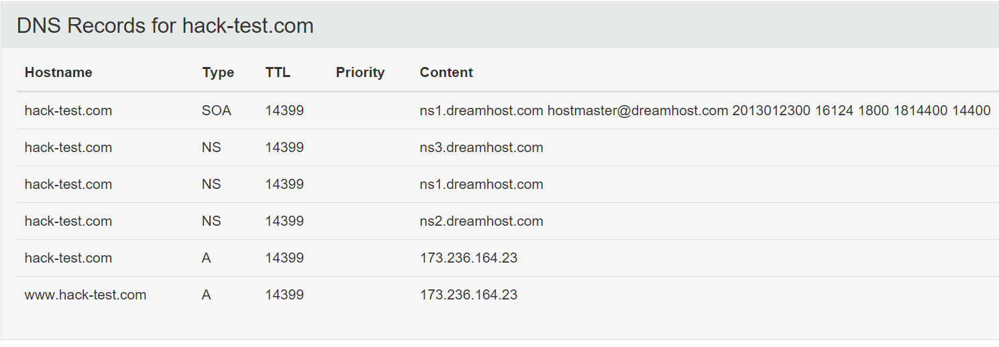 DNS Records for hack-test.com
Hostname Type TTL Priority Content
hack-test.com SOA 14399 ns1.dreamhost.com hostmaster@dreamhost.com 2013012300 16124 1800 1814400 14400
hack-test.com NS 14399 ns3.dreamhost.com
hack-test.com NS 14399 ns1.dreamhost.com
hack-test.com NS 14399 ns2.dreamhost.com
hack-test.com A 14399 173.236.164.23
www.hack-test.com A 14399 173.236.164.23